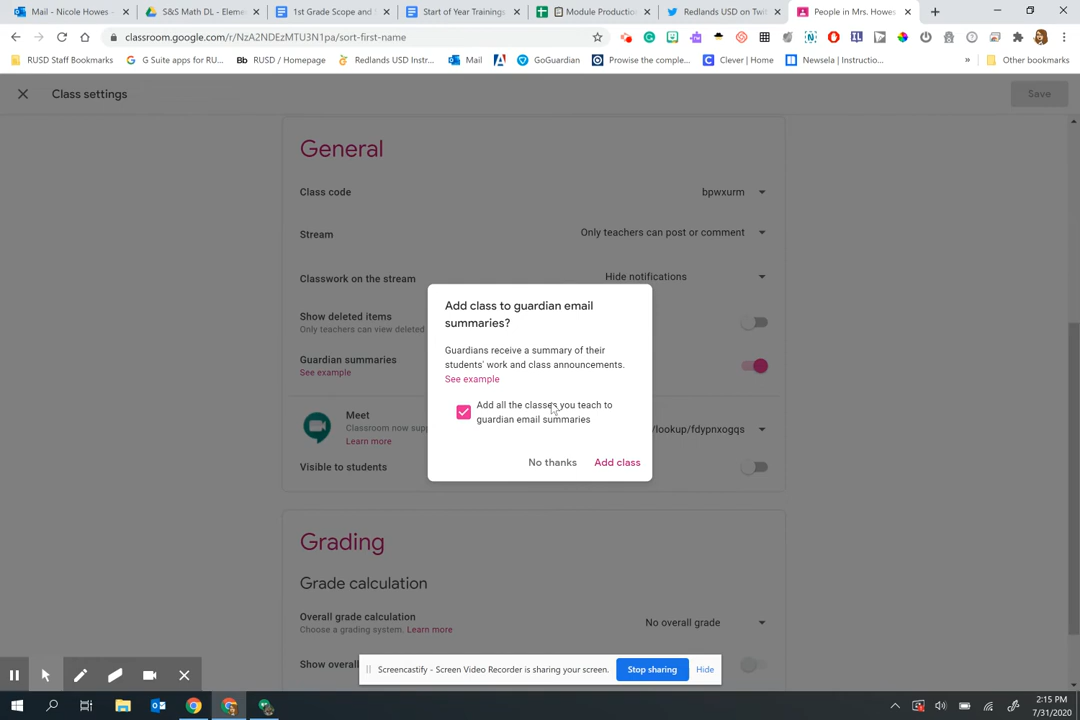 Mail - Nicole Howes -
S&S Math DL - Eleme
1st Grade Scope and S
Start of Year Trainings
Module Productio
Redlands USD on Twit
People in Mrs. Howes
classroom.google.com/r/NzA2NDEzMTU3N1pa/sort-first-name
RUSD Staff Bookmarks
G Suite apps for RU...
Bb RUSD / Homepage
Redlands USD Instr...
Mail
GoGuardian
Prowise the comple...
Clever | Home
Newsela | Instructio...
»
Other bookmarks
Class settings
Save
General
Class code
bpwxurm
Stream
Only teachers can post or comment
Classwork on the stream
Hide notifications
Show deleted items
Only teachers can view deleted
Guardian summaries
See example
Meet
Classroom now sup
Learn more
/lookup/fdypnxogqs
Visible to students
Add class to guardian email
summaries?
Guardians receive a summary of their
students' work and class announcements.
See example
Add all the classes you teach to
guardian email summaries
No thanks
Add class
Grading
Grade calculation
Overall grade calculation
Choose a grading system. Learn more
No overall grade
Show overal
Screencastify - Screen Video Recorder is sharing your screen.
Stop sharing
Hide
2:15 PM
7/31/2020